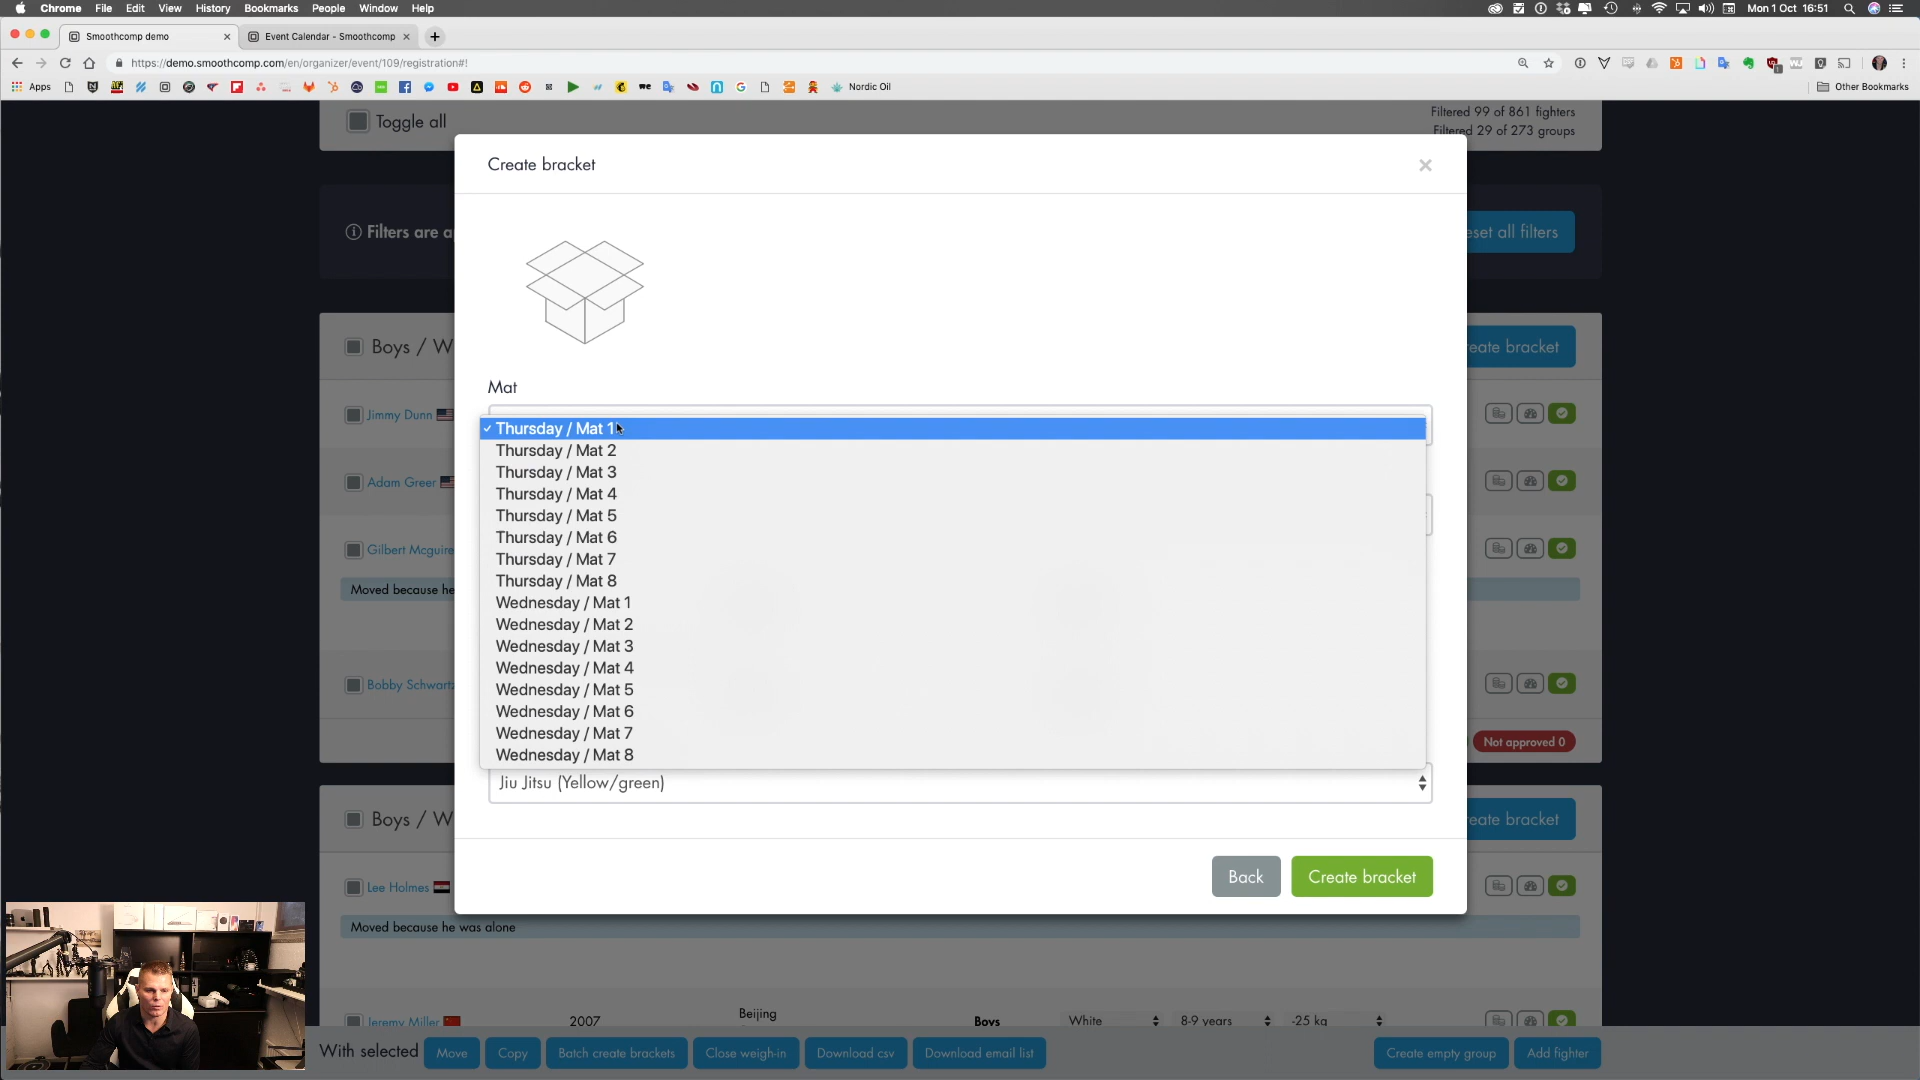 Chrome File Edit View History Bookmarks People Window Help
Mon 1 Oct 16:51
Smoothcomp demo
Event Calendar - Smoothcomp
https://demo.smoothcomp.com/en/organizer/event/109/registration#!
Apps
Nordic Oil
Other Bookmarks
Toggle all
Filtered 99 of 861 fighters
Filtered 29 of 273 groups
Create bracket
Filters are a
eset all filters
Boys / W
eate bracket
Mat
Jimmy Dunn
Thursday / Mat 1
Thursday / Mat 2
Thursday / Mat 3
Adam Greer
Thursday / Mat 4
Thursday / Mat 5
Thursday / Mat 6
Gilbert Mcguire
Thursday / Mat 7
Thursday / Mat 8
Moved because he
Wednesday / Mat 1
Wednesday / Mat 2
Wednesday / Mat 3
Wednesday / Mat 4
Bobby Schwartz
Wednesday / Mat 5
Wednesday / Mat 6
Wednesday / Mat 7
Not approved 0
Wednesday / Mat 8
Jiu Jitsu (Yellow/green)
Boys / W
eate bracket
Back
Create bracket
Lee Holmes
Moved because he was alone
Jeremy Miller
2007
Beijing
Boys
White
8-9 years
-25 kg
With selected
Move
Copy
Batch create brackets
Close weigh-in
Download csv
Download email list
Create empty group
Add fighter